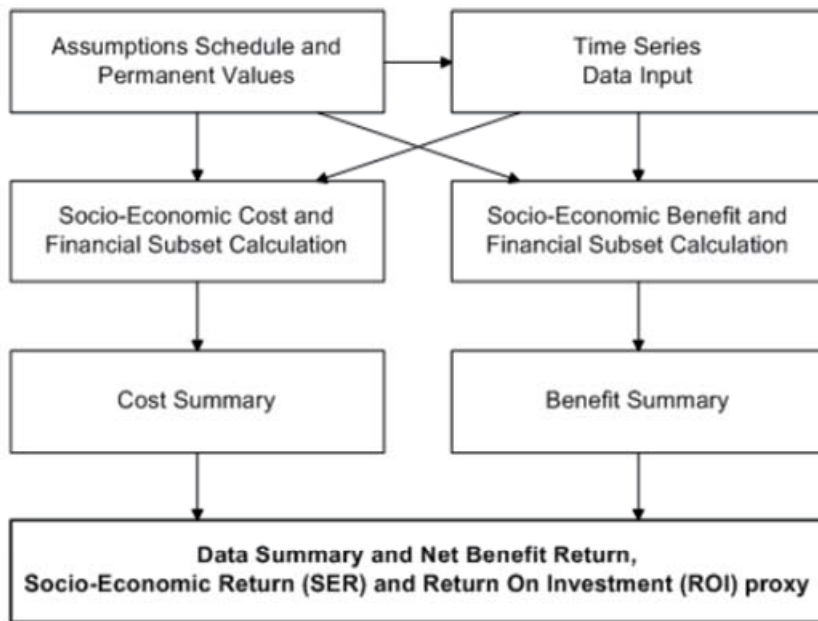 Assumptions Schedule and
Permanent Values
Time Series
Data Input
Socio-Economic Cost and
Financial Subset Calculation
Socio-Economic Benefit and
Financial Subset Calculation
Cost Summary
Benefit Summary
Data Summary and Net Benefit Return,
Socio-Economic Return (SER) and Return On Investment (ROI) proxy